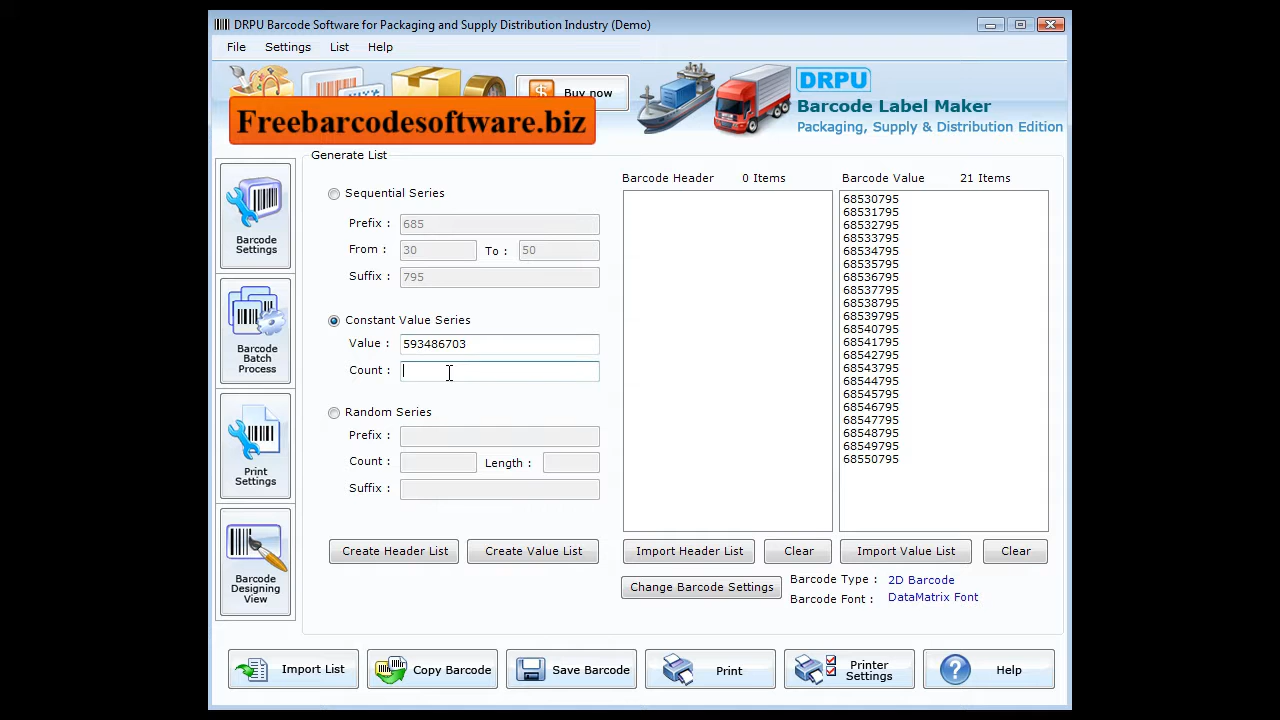 DRPU Barcode Software for Packaging and Supply Distribution Industry (Demo)
File Settings List Help
Buy now
DRPU
Barcode Label Maker
Packaging, Supply & Distribution Edition
Freebarcodesoftware.biz
Barcode Settings
Barcode Batch Process
Print Settings
Barcode Designing View
Generate List
Sequential Series
Prefix : 685
From : 30 To : 50
Suffix : 795
Constant Value Series
Value : 593486703
Count :
Random Series
Prefix :
Count : Length :
Suffix :
Create Header List Create Value List
Barcode Header 0 Items
Barcode Value 21 Items
68530795
68531795
68532795
68533795
68534795
68535795
68536795
68537795
68538795
68539795
68540795
68541795
68542795
68543795
68544795
68545795
68546795
68547795
68548795
68549795
68550795
Import Header List Clear Import Value List Clear
Change Barcode Settings
Barcode Type : 2D Barcode
Barcode Font : DataMatrix Font
Import List Copy Barcode Save Barcode Print Printer Settings Help